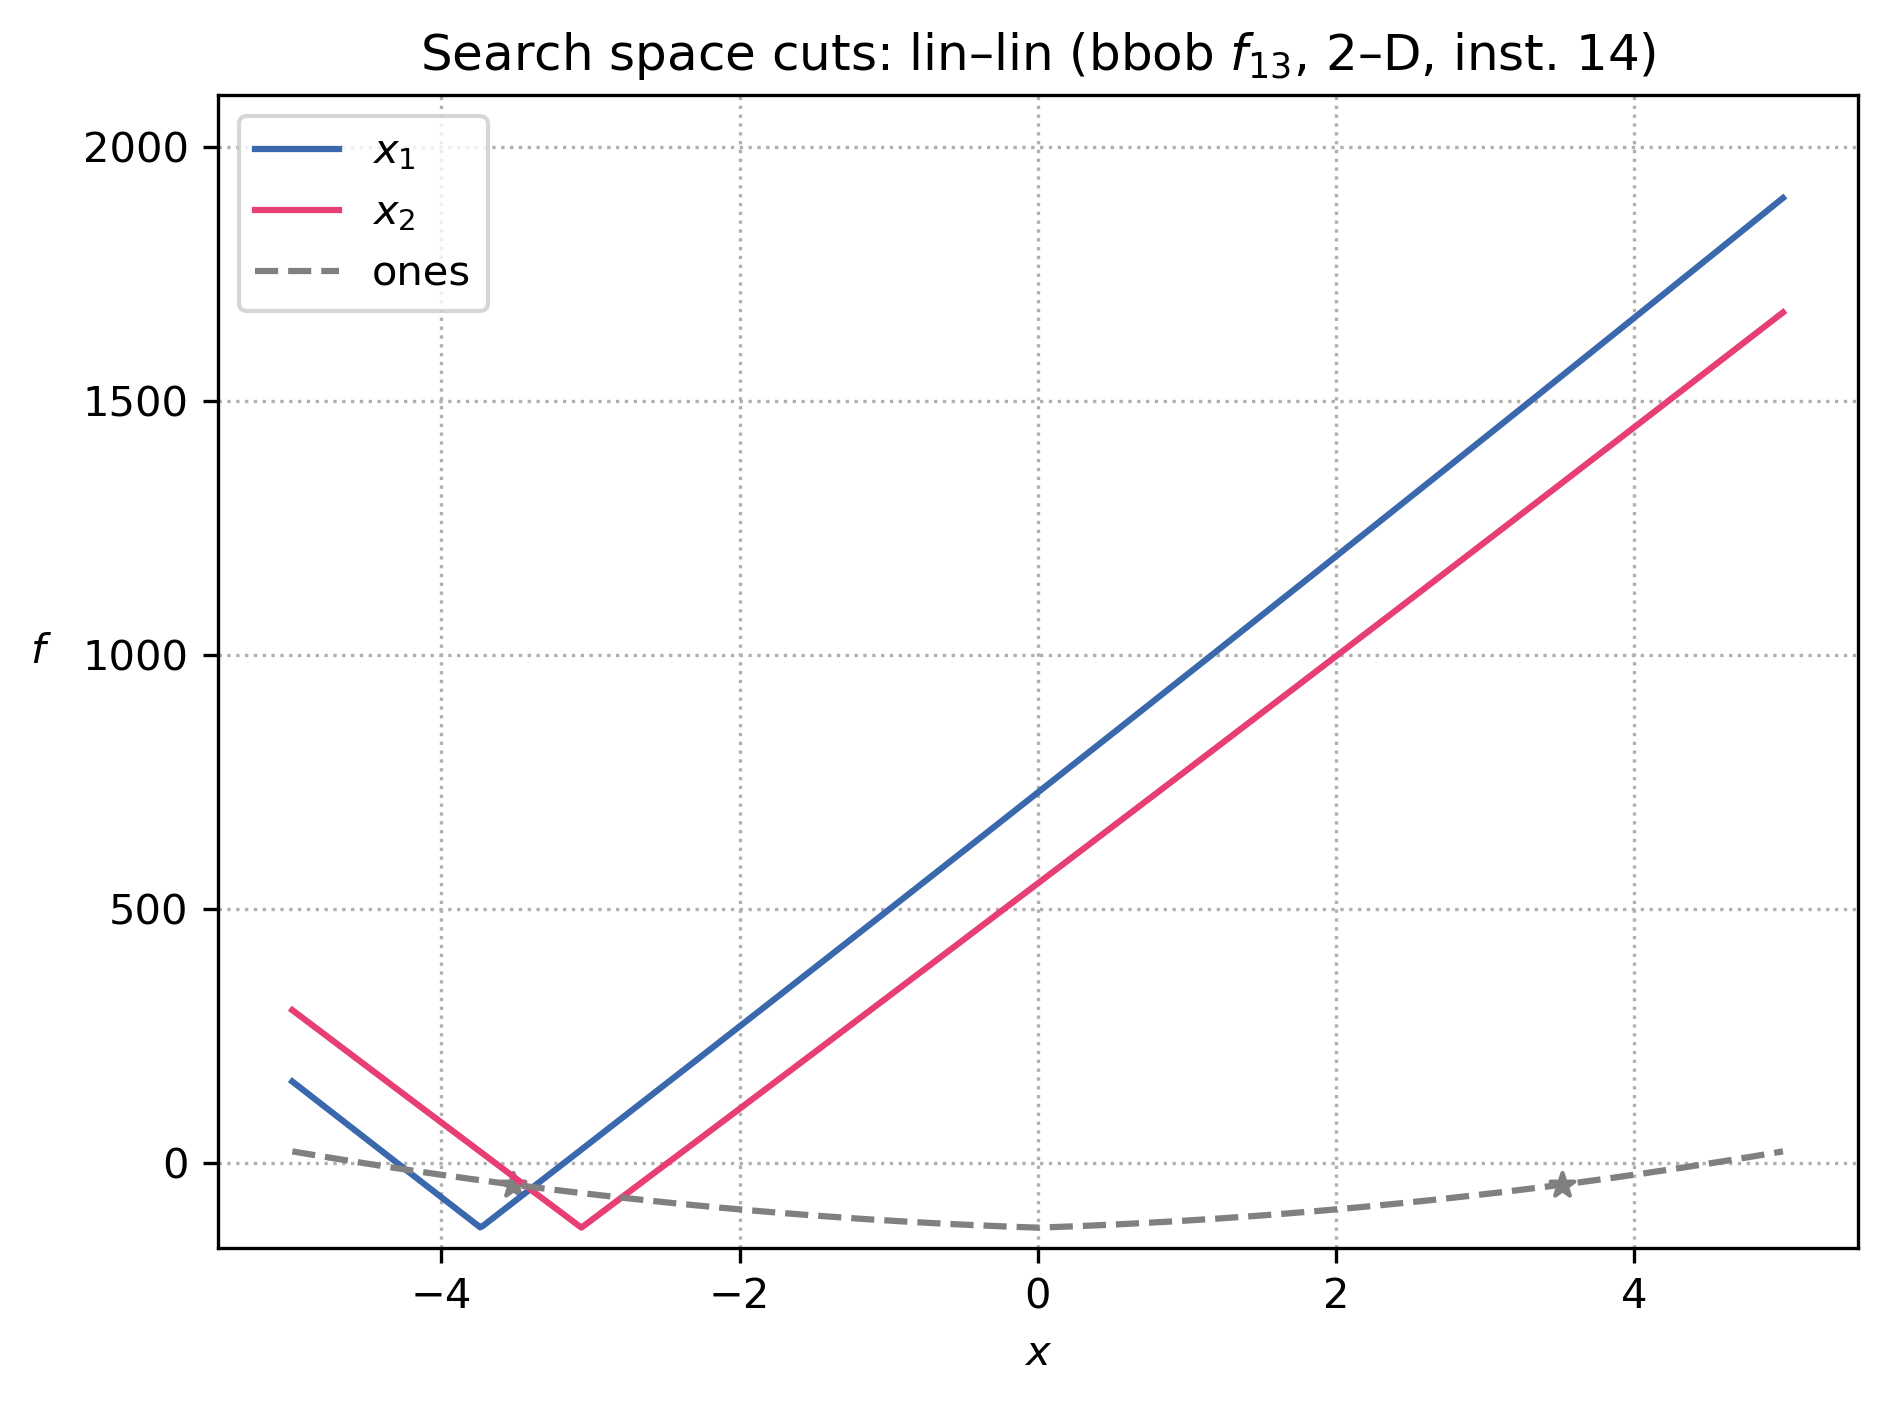 Search space cuts: lin–lin (bbob f13, 2–D, inst. 14)
x1
x2
ones
2000
1500
1000
500
0
f
−4 −2 0 2 4
x